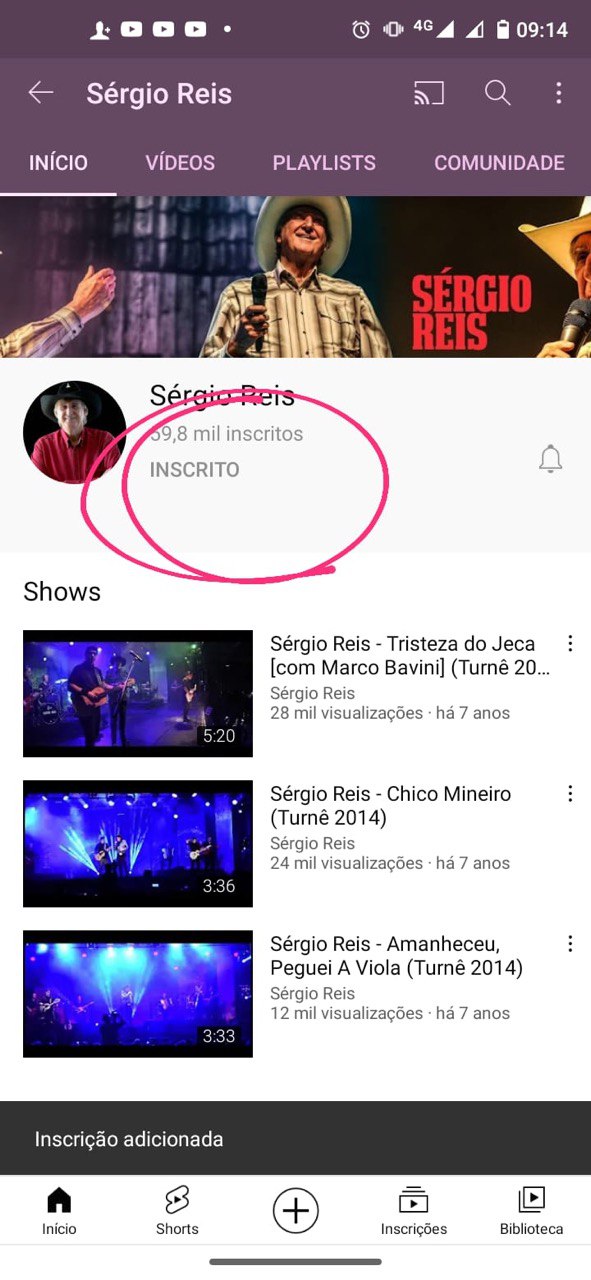 4G 09:14
Sérgio Reis
INÍCIO VÍDEOS PLAYLISTS COMUNIDADE
SÉRGIO
REIS
Sérgio Reis
59,8 mil inscritos
INSCRITO
Shows
Sérgio Reis - Tristeza do Jeca
[com Marco Bavini] (Turnê 20...
Sérgio Reis
28 mil visualizações · há 7 anos
5:20
Sérgio Reis - Chico Mineiro
(Turnê 2014)
Sérgio Reis
24 mil visualizações · há 7 anos
3:36
Sérgio Reis - Amanheceu,
Peguei A Viola (Turnê 2014)
Sérgio Reis
12 mil visualizações · há 7 anos
3:33
Inscrição adicionada
Início Shorts Inscrições Biblioteca